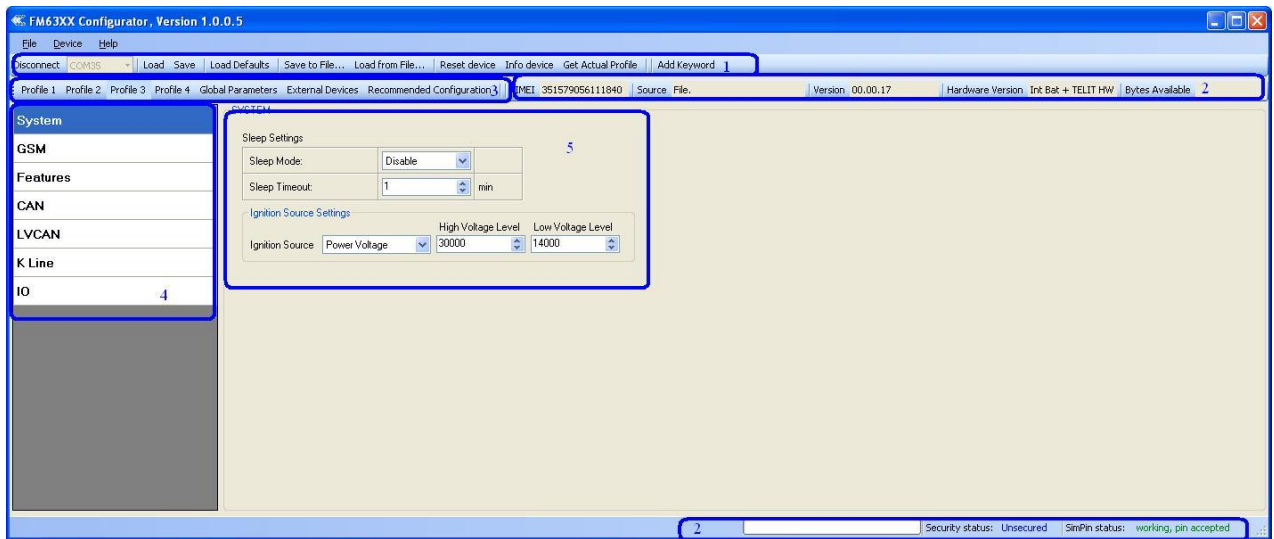 FM63XX Configurator, Version 1.0.0.5
File Device Help
Disconnect COM35 Load Save Load Defaults Save to File... Load from File... Reset device Info device Get Actual Profile Add Keyword 1
Profile 1 Profile 2 Profile 3 Profile 4 Global Parameters External Devices Recommended Configuration 3 IMEI 351579056111840 Source File. Version 00.00.17 Hardware Version Int Bat + TELIT HW Bytes Available 2
System
GSM
Features
CAN
LVCAN
K Line
IO
4
SYSTEM
5
Sleep Settings
Sleep Mode: Disable
Sleep Timeout: 1 min
Ignition Source Settings
High Voltage Level Low Voltage Level
Ignition Source Power Voltage 30000 14000
2 Security status: Unsecured SimPin status: working, pin accepted